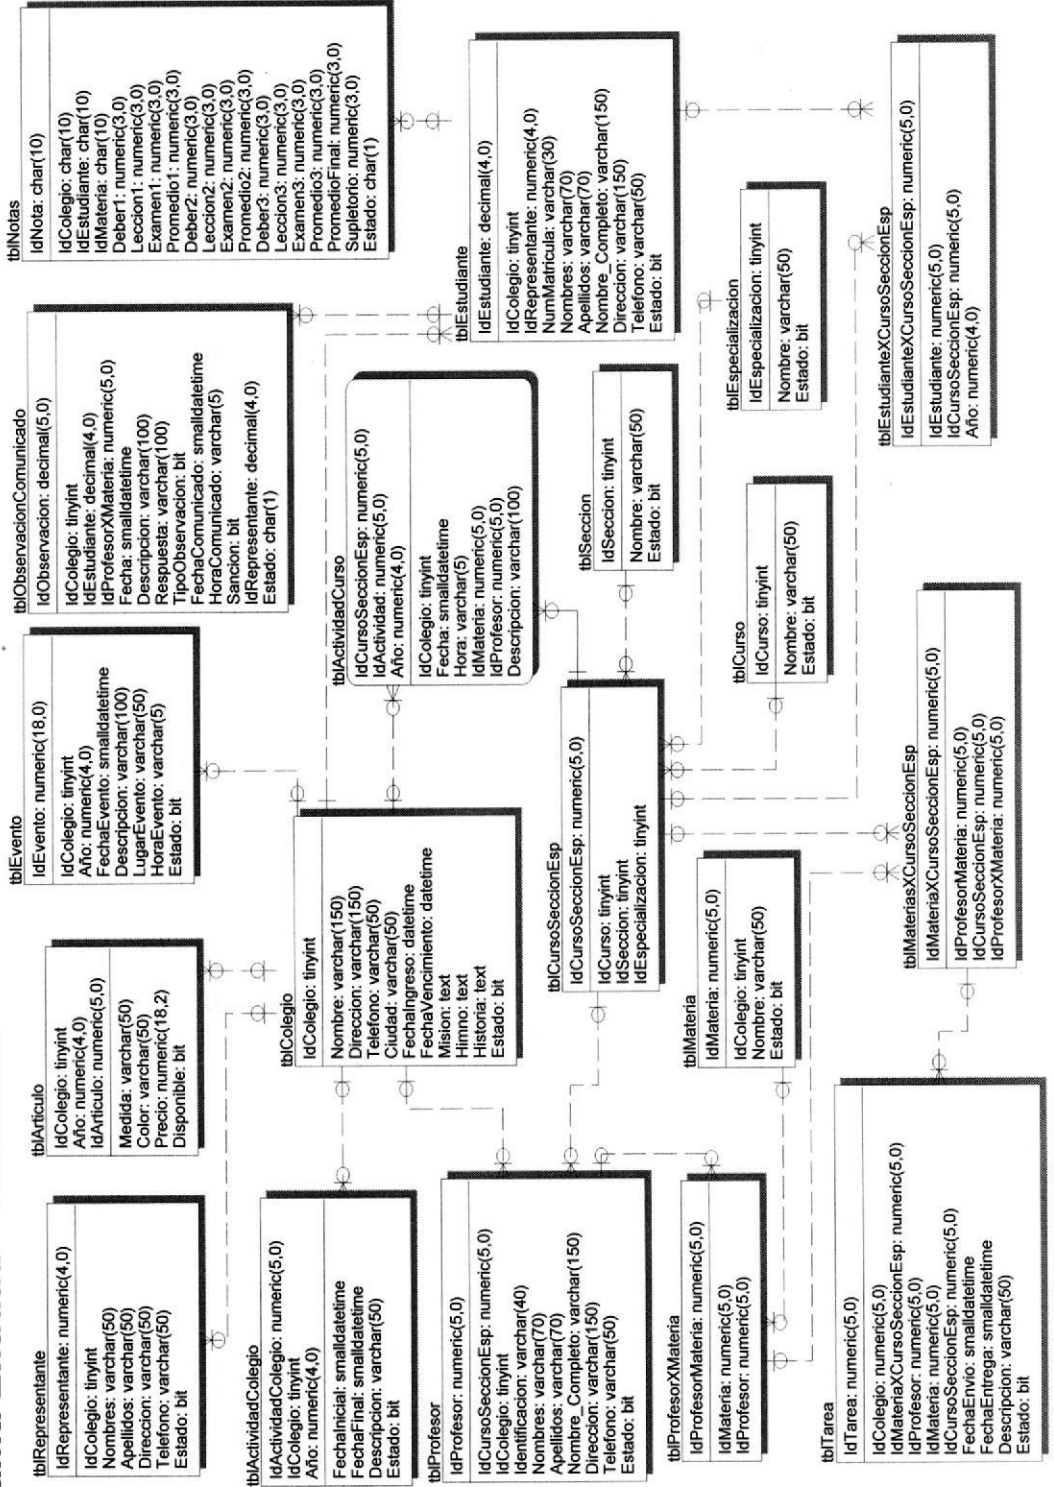 tblRepresentante
IdRepresentante: numeric(4,0)
IdColegio: tinyint
Nombres: varchar(50)
Apellidos: varchar(50)
Direccion: varchar(50)
Telefono: varchar(50)
Estado: bit
tblArticulo
IdColegio: tinyint
Año: numeric(4,0)
IdArticulo: numeric(5,0)
Medida: varchar(50)
Color: varchar(50)
Precio: numeric(18,2)
Disponible: bit
tblEvento
IdEvento: numeric(18,0)
IdColegio: tinyint
Año: numeric(4,0)
FechaEvento: smalldatetime
Descripcion: varchar(100)
LugarEvento: varchar(50)
HoraEvento: varchar(5)
Estado: bit
tblObservacionComunicado
IdObservacion: decimal(5,0)
IdColegio: tinyint
IdEstudiante: decimal(4,0)
IdProfesorXMateria: numeric(5,0)
Fecha: smalldatetime
Descripcion: varchar(100)
Respuesta: varchar(100)
TipoObservacion: bit
FechaComunicado: smalldatetime
HoraComunicado: varchar(5)
Sancion: bit
IdRepresentante: decimal(4,0)
Estado: char(1)
tblNotas
IdNota: char(10)
IdColegio: char(10)
IdEstudiante: char(10)
IdMateria: char(10)
Deber1: numeric(3,0)
Leccion1: numeric(3,0)
Examen1: numeric(3,0)
Promedio1: numeric(3,0)
Deber2: numeric(3,0)
Leccion2: numeric(3,0)
Examen2: numeric(3,0)
Promedio2: numeric(3,0)
Deber3: numeric(3,0)
Leccion3: numeric(3,0)
Examen3: numeric(3,0)
Promedio3: numeric(3,0)
PromedioFinal: numeric(3,0)
Supletorio: numeric(3,0)
Estado: char(1)
tblActividadColegio
IdActividadColegio: numeric(5,0)
IdColegio: tinyint
Año: numeric(4,0)
FechaInicial: smalldatetime
FechaFinal: smalldatetime
Descripcion: varchar(50)
Estado: bit
tblColegio
IdColegio: tinyint
Nombre: varchar(150)
Direccion: varchar(150)
Telefono: varchar(50)
Ciudad: varchar(50)
FechaIngreso: datetime
FechaVencimiento: datetime
Mision: text
Himno: text
Historia: text
Estado: bit
tblActividadCurso
IdCursoSeccionEsp: numeric(5,0)
IdActividad: numeric(5,0)
Año: numeric(4,0)
IdColegio: tinyint
Fecha: smalldatetime
Hora: varchar(5)
IdMateria: numeric(5,0)
IdProfesor: numeric(5,0)
Descripcion: varchar(100)
tblEstudiante
IdEstudiante: decimal(4,0)
IdColegio: tinyint
IdRepresentante: numeric(4,0)
NumMatricula: varchar(30)
Nombres: varchar(70)
Apellidos: varchar(70)
Nombre_Completo: varchar(150)
Direccion: varchar(150)
Telefono: varchar(50)
Estado: bit
tblProfesor
IdProfesor: numeric(5,0)
IdCursoSeccionEsp: numeric(5,0)
IdColegio: tinyint
Identificacion: varchar(40)
Nombres: varchar(70)
Apellidos: varchar(70)
Nombre_Completo: varchar(150)
Direccion: varchar(150)
Telefono: varchar(50)
Estado: bit
tblCursoSeccionEsp
IdCursoSeccionEsp: numeric(5,0)
IdCurso: tinyint
IdSeccion: tinyint
IdEspecializacion: tinyint
tblSeccion
IdSeccion: tinyint
Nombre: varchar(50)
Estado: bit
tblEspecializacion
IdEspecializacion: tinyint
Nombre: varchar(50)
Estado: bit
tblProfesorXMateria
IdProfesorMateria: numeric(5,0)
IdMateria: numeric(5,0)
IdProfesor: numeric(5,0)
tblMateria
IdMateria: numeric(5,0)
IdColegio: tinyint
Nombre: varchar(50)
Estado: bit
tblCurso
IdCurso: tinyint
Nombre: varchar(50)
Estado: bit
tblTarea
IdTarea: numeric(5,0)
IdColegio: numeric(5,0)
IdMateriaXCursoSeccionEsp: numeric(5,0)
IdProfesor: numeric(5,0)
IdMateria: numeric(5,0)
IdCursoSeccionEsp: numeric(5,0)
FechaEnvio: smalldatetime
FechaEntrega: smalldatetime
Descripcion: varchar(50)
Estado: bit
tblMateriasXCursoSeccionEsp
IdMateriaXCursoSeccionEsp: numeric(5,0)
IdProfesorMateria: numeric(5,0)
IdCursoSeccionEsp: numeric(5,0)
IdProfesorXMateria: numeric(5,0)
tblEstudianteXCursoSeccionEsp
IdEstudianteXCursoSeccionEsp: numeric(5,0)
IdEstudiante: numeric(5,0)
IdCursoSeccionEsp: numeric(5,0)
Año: numeric(4,0)